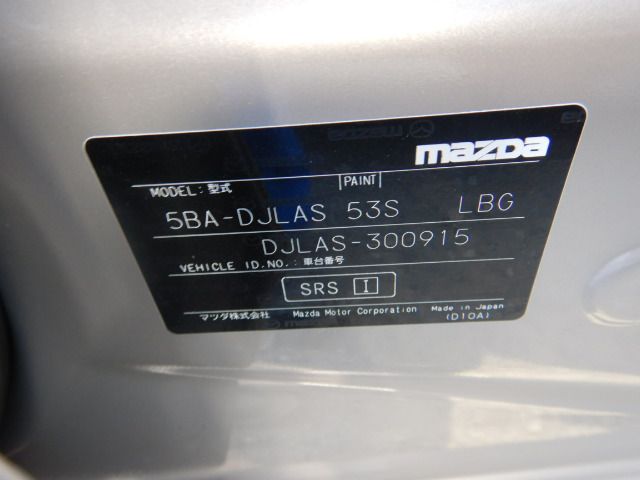 mazda
MODEL:型式 |PAINT|
5BA-DJLAS 53S LBG
DJLAS-300915
VEHICLE ID.NO.:車台番号
SRS I
マツダ株式会社 Mazda Motor Corporation Made in Japan
(D10A)